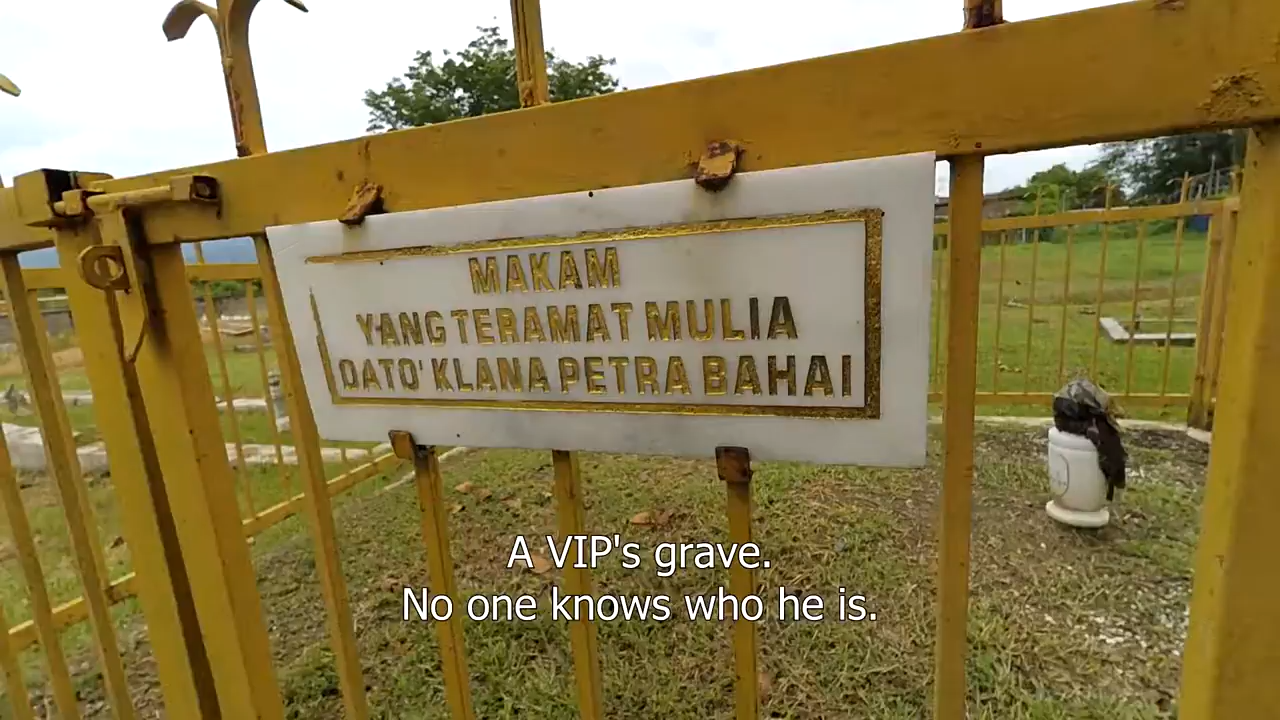 MAKAM
YANG TERAMAT MULIA
DATO' KLANA PETRA BAHAI
A VIP's grave.
No one knows who he is.